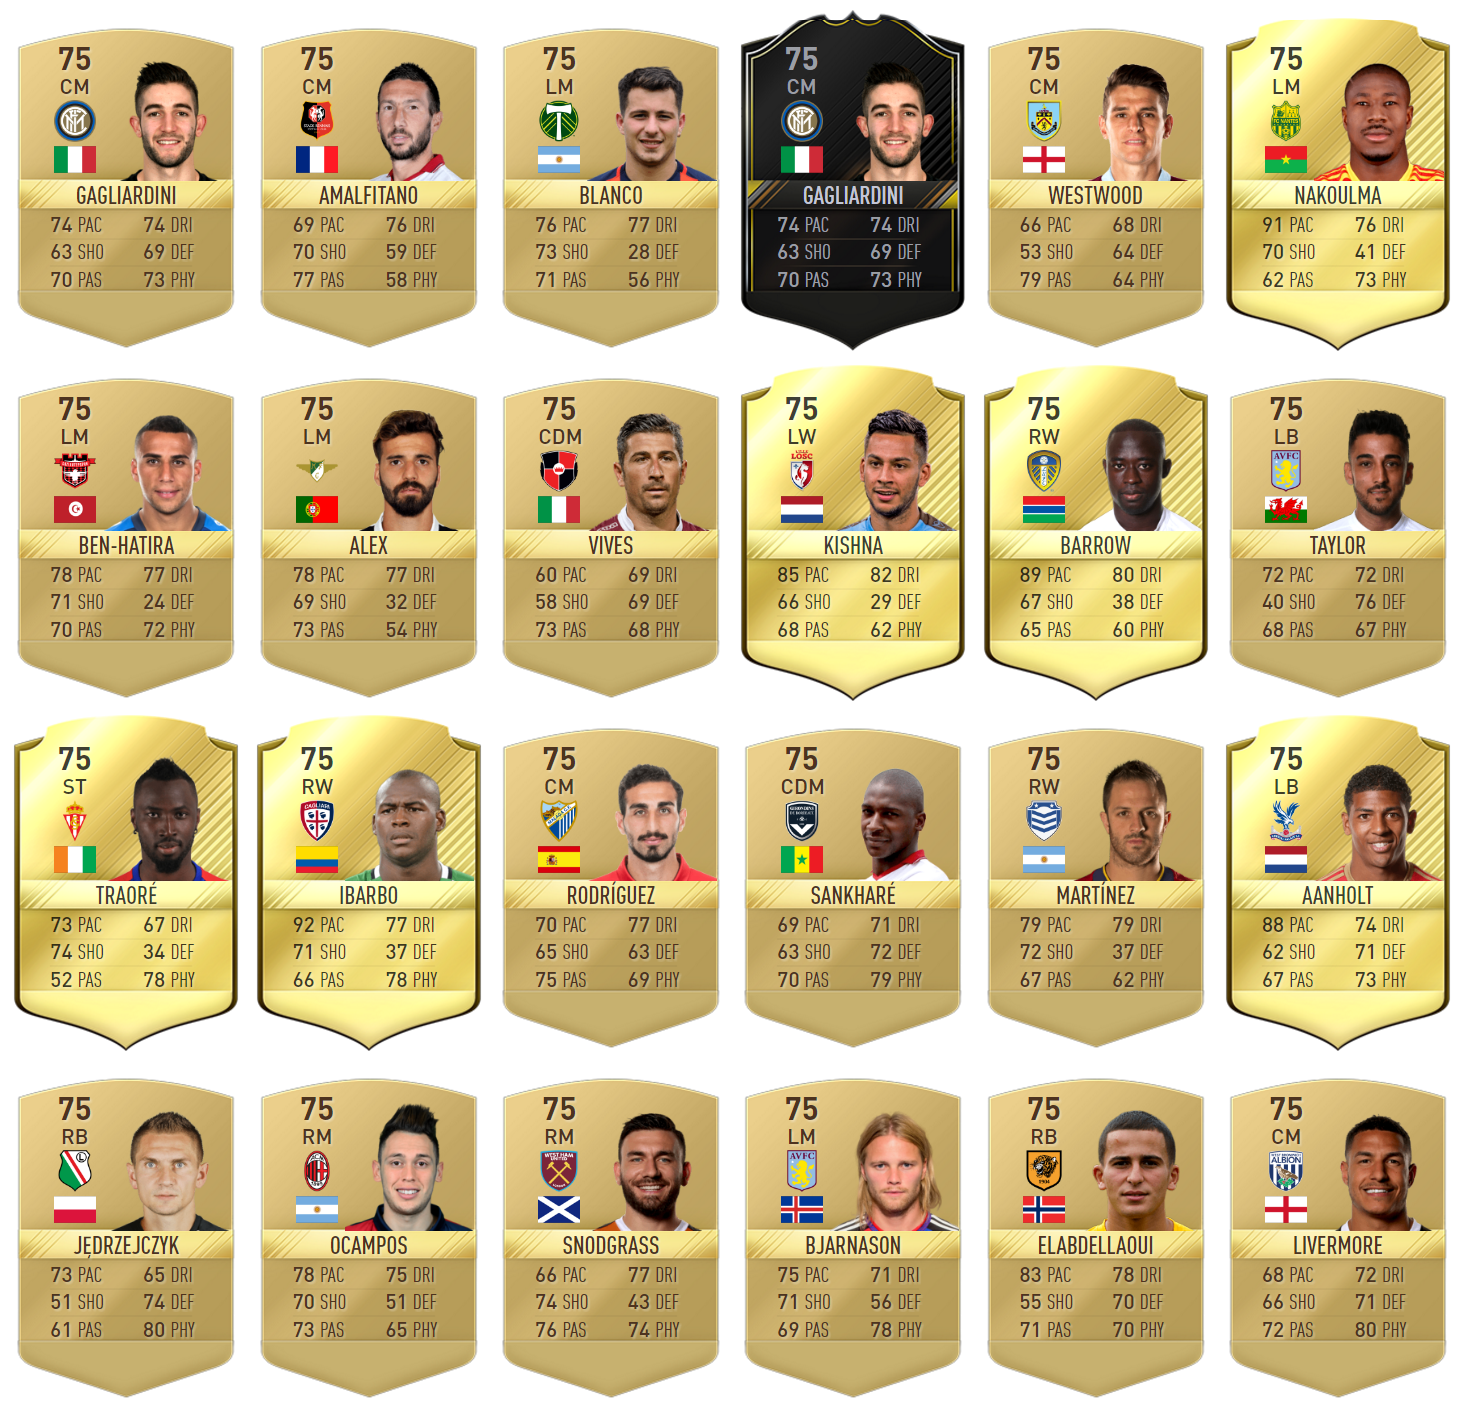 75
CM
GAGLIARDINI
74 PAC 74 DRI
63 SHO 69 DEF
70 PAS 73 PHY
75
CM
AMALFITANO
69 PAC 76 DRI
70 SHO 59 DEF
77 PAS 58 PHY
75
LM
BLANCO
76 PAC 77 DRI
73 SHO 28 DEF
71 PAS 56 PHY
75
CM
GAGLIARDINI
74 PAC 74 DRI
63 SHO 69 DEF
70 PAS 73 PHY
75
CM
WESTWOOD
66 PAC 68 DRI
53 SHO 64 DEF
79 PAS 64 PHY
75
LM
FC NANTES
NAKOULMA
91 PAC 76 DRI
70 SHO 41 DEF
62 PAS 73 PHY
75
LM
BEN-HATIRA
78 PAC 77 DRI
71 SHO 24 DEF
70 PAS 72 PHY
75
LM
ALEX
78 PAC 77 DRI
69 SHO 32 DEF
73 PAS 54 PHY
75
CDM
VIVES
60 PAC 69 DRI
58 SHO 69 DEF
73 PAS 68 PHY
75
LW
LOSC
KISHNA
85 PAC 82 DRI
66 SHO 29 DEF
68 PAS 62 PHY
75
RW
BARROW
89 PAC 80 DRI
67 SHO 38 DEF
65 PAS 60 PHY
75
LB
AVFC
TAYLOR
72 PAC 72 DRI
40 SHO 76 DEF
68 PAS 67 PHY
75
ST
TRAORÉ
73 PAC 67 DRI
74 SHO 34 DEF
52 PAS 78 PHY
75
RW
CAGLIARI
IBARBO
92 PAC 77 DRI
71 SHO 37 DEF
66 PAS 78 PHY
75
CM
RODRÍGUEZ
70 PAC 77 DRI
65 SHO 63 DEF
75 PAS 69 PHY
75
CDM
SANKHARÉ
69 PAC 71 DRI
63 SHO 72 DEF
70 PAS 79 PHY
75
RW
MARTÍNEZ
79 PAC 79 DRI
72 SHO 37 DEF
67 PAS 62 PHY
75
LB
AANHOLT
88 PAC 74 DRI
62 SHO 71 DEF
67 PAS 73 PHY
75
RB
JĘDRZEJCZYK
73 PAC 65 DRI
51 SHO 74 DEF
61 PAS 80 PHY
75
RM
OCAMPOS
78 PAC 75 DRI
70 SHO 51 DEF
73 PAS 65 PHY
75
RM
WEST HAM
UNITED
SNODGRASS
66 PAC 77 DRI
74 SHO 43 DEF
76 PAS 74 PHY
75
LM
AVFC
BJARNASON
75 PAC 71 DRI
71 SHO 56 DEF
69 PAS 78 PHY
75
RB
1904
ELABDELLAOUI
83 PAC 78 DRI
55 SHO 70 DEF
71 PAS 70 PHY
75
CM
ALBION
LIVERMORE
68 PAC 72 DRI
66 SHO 71 DEF
72 PAS 80 PHY